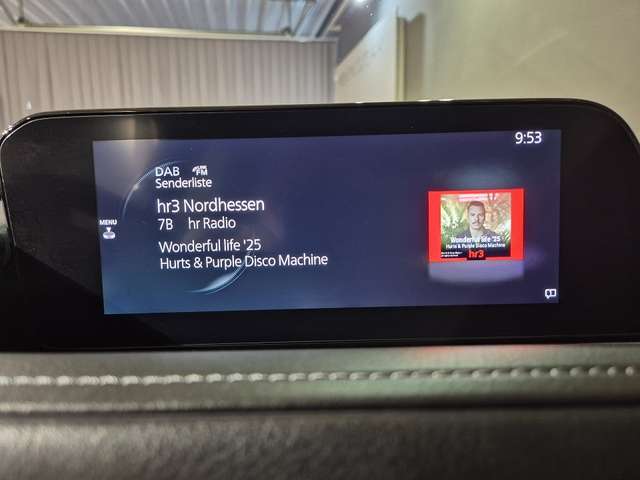 9:53
DAB LINK FM
Senderliste
hr3 Nordhessen
7B hr Radio
MENU
Wonderful life '25
Hurts & Purple Disco Machine
Wonderful life '25
Hurts & Purple Disco Machine
hr3